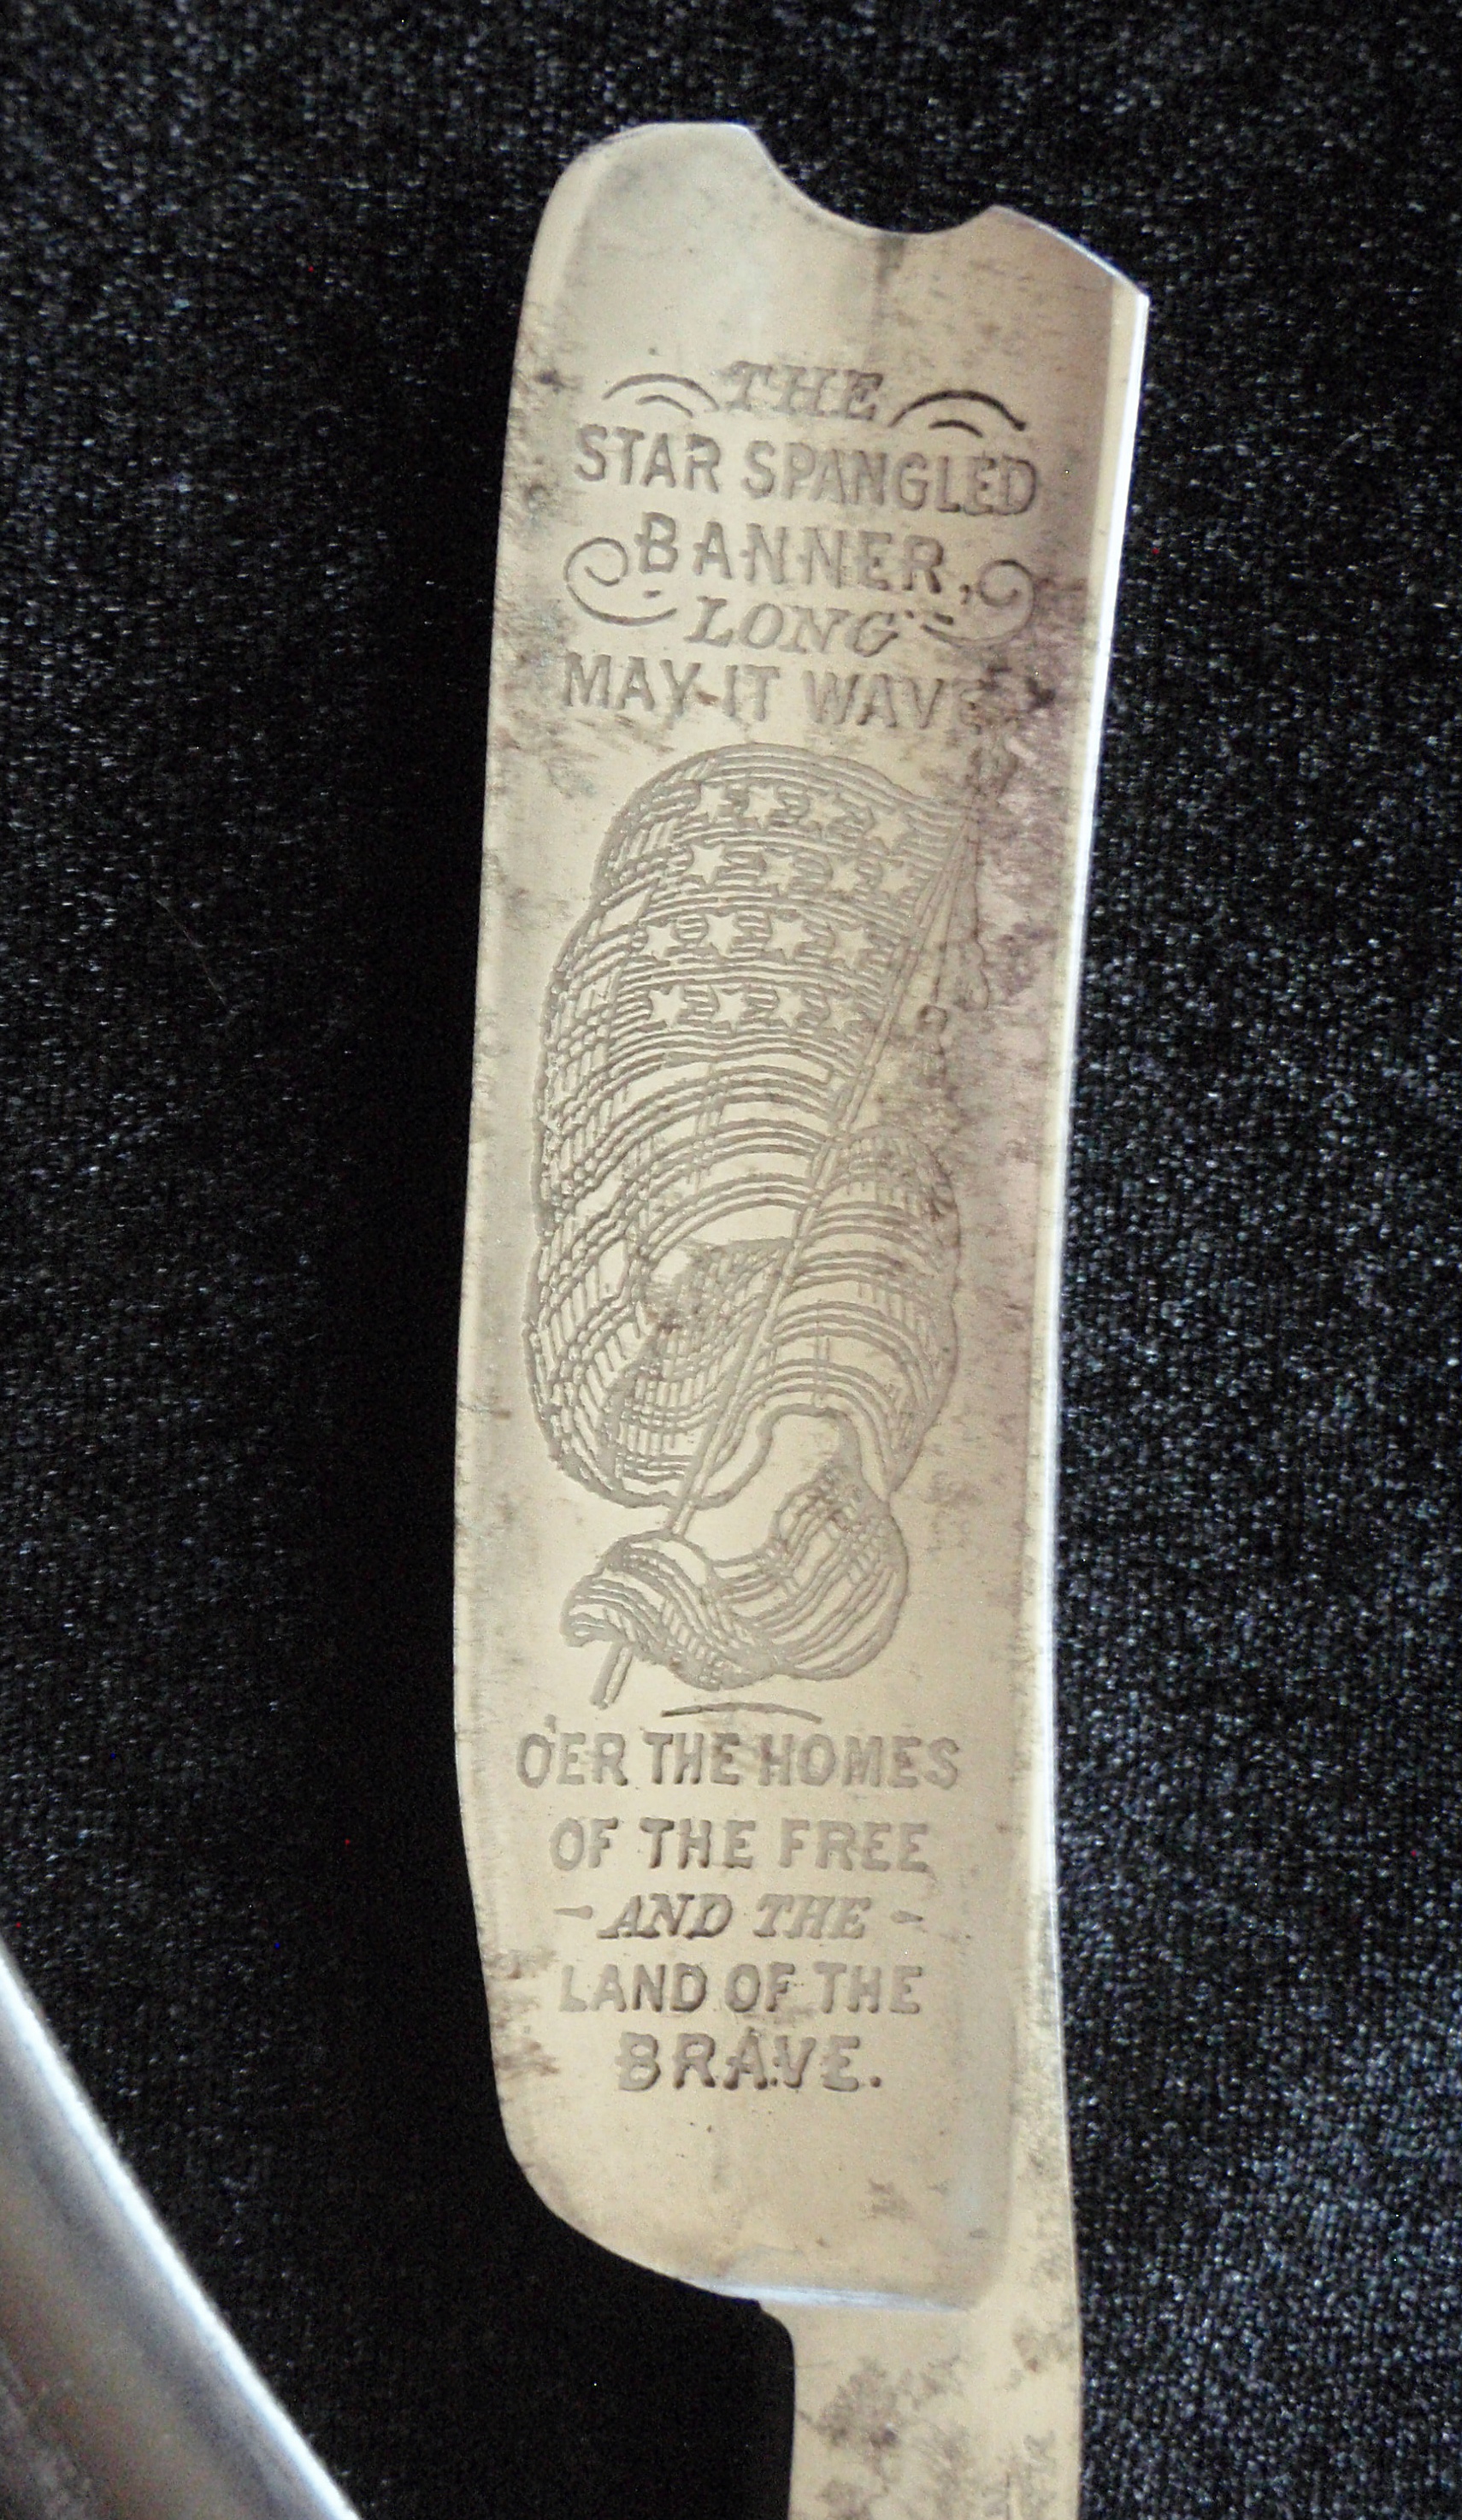 THE
STAR SPANGLED
BANNER,
LONG
MAY IT WAVE
O'ER THE HOMES
OF THE FREE
- AND THE -
LAND OF THE
BRAVE.